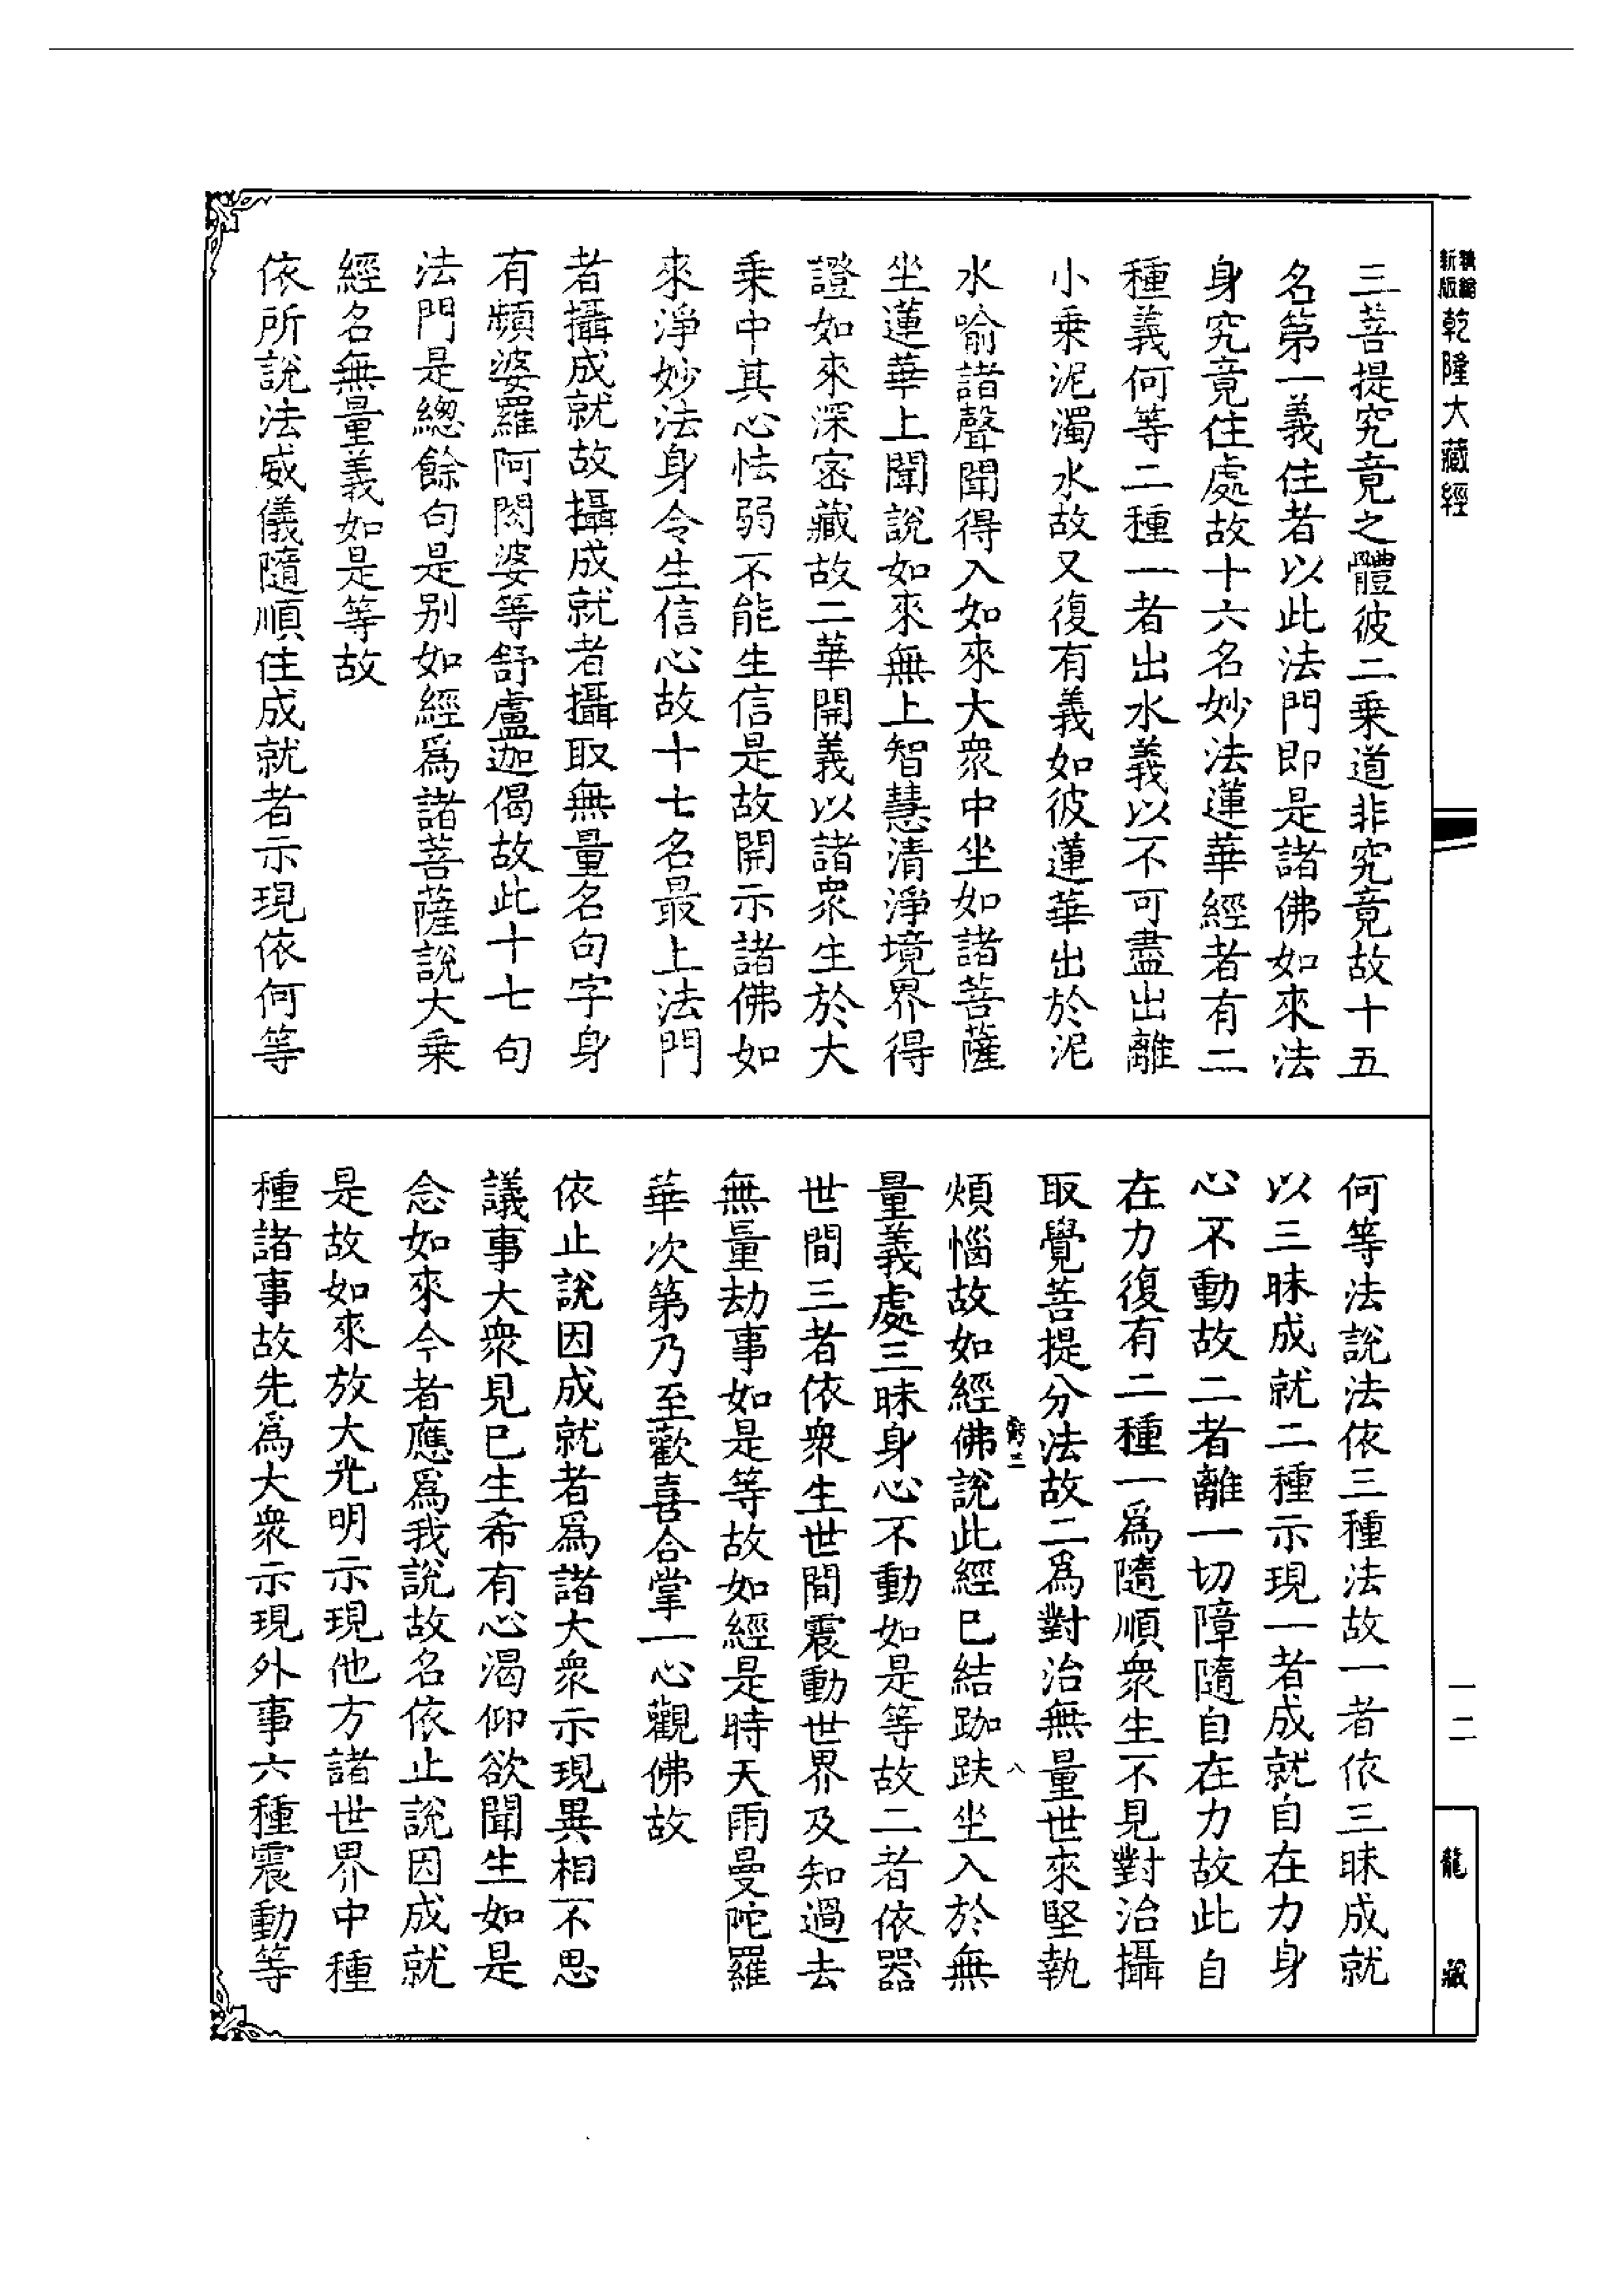 新編縮版乾隆大藏經
三菩提究竟之體彼二乗道非究竟故十五
名第一義住者以此法門即是諸佛如來法
身究竟住處故十六名妙法蓮華經者有二
種義何等二種一者出水義以不可盡出離
小乗泥濁水故又復有義如彼蓮華出於泥
水喻諸聲聞得入如來大衆中坐如諸菩薩
坐蓮華上聞說如來無上智慧清淨境界得
證如來深密藏故二華開義以諸衆生於大
乗中其心怯弱不能生信是故開示諸佛如
來淨妙法身令生信心故十七名最上法門
者攝成就故攝成就者攝取無量名句字身
有頻婆羅阿閦婆等舒盧迦偈故此十七句
法門是總餘句是别如經爲諸菩薩說大乗
經名無量義如是等故
依所說法威儀隨順住成就者示現依何等
何等法說法依三種法故一者依三昧成就
以三昧成就二種示現一者成就自在力身
心不動故二者離一切障隨自在力故此自
在力復有二種一爲隨順衆生不見對治攝
取覺菩提分法故二爲對治無量世來堅執
煩惱故如經佛說此經已結跏趺坐入於無
量義處三昧身心不動如是等故二者依器
世間三者依衆生世間震動世界及知過去
無量劫事如是等故如經是時天雨曼陀羅
華次第乃至歡喜合掌一心觀佛故
依止說因成就者爲諸大衆示現異相不思
議事大衆見已生希有心渴仰欲聞生如是
念如來今者應爲我說故名依止說因成就
是故如來放大光明示現他方諸世界中種
種諸事故先爲大衆示現外事六種震動等
八
一二
龍藏